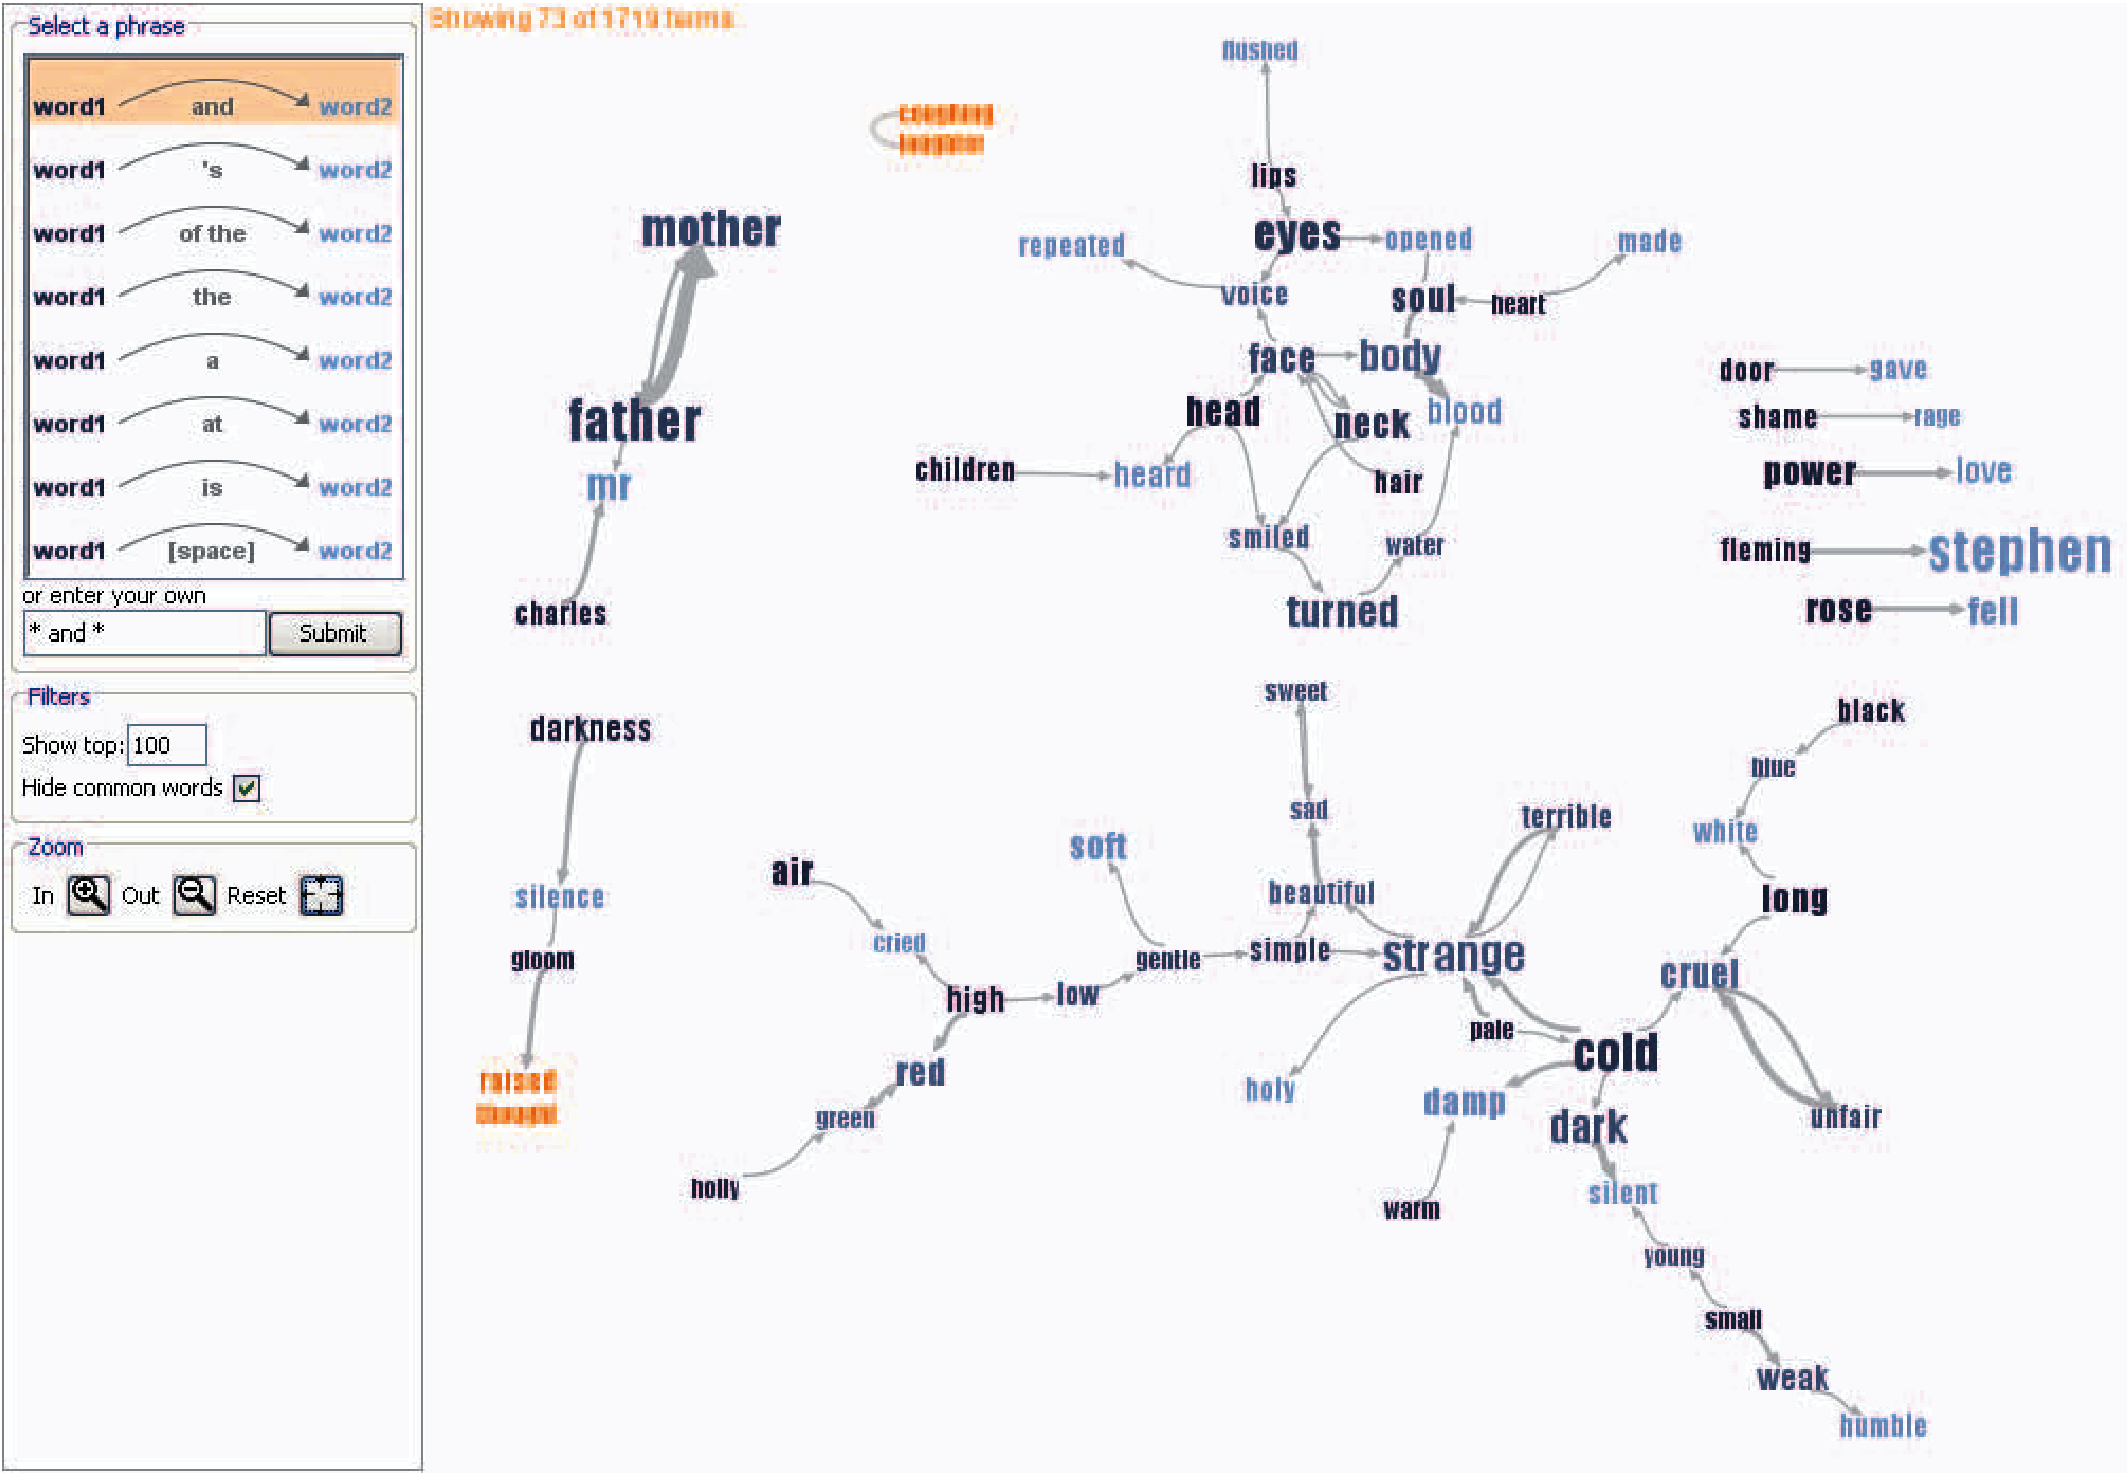 Select a phrase
word1 and word2
word1 's word2
word1 of the word2
word1 the word2
word1 a word2
word1 at word2
word1 is word2
word1 [space] word2
or enter your own
* and *
Submit
Filters
Show top: 100
Hide common words
Zoom
In Out Reset
Showing 73 of 1719 terms
flushed
coughing
laughter
lips
mother
eyes
opened
repeated
made
voice
soul
heart
face
body
door
gave
head
neck
blood
shame
rage
father
children
heard
hair
power
love
mr
smiled
water
fleming
stephen
charles
turned
rose
fell
sweet
black
darkness
blue
sad
terrible
white
soft
air
beautiful
silence
long
cried
gentle
simple
strange
gloom
cruel
high
low
pale
cold
raised
thought
red
holy
damp
green
dark
unfair
holly
silent
warm
young
small
weak
humble